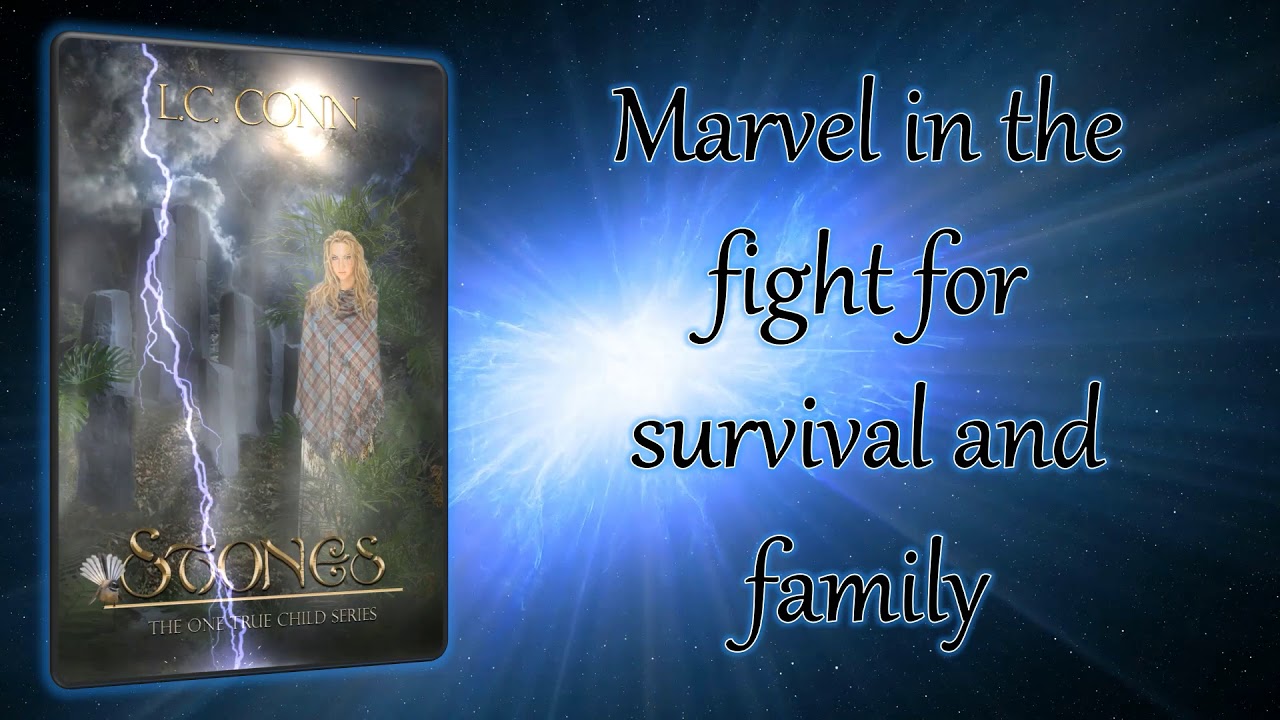 L.C. CONN
STONES
THE ONE TRUE CHILD SERIES
Marvel in the
fight for
survival and
family